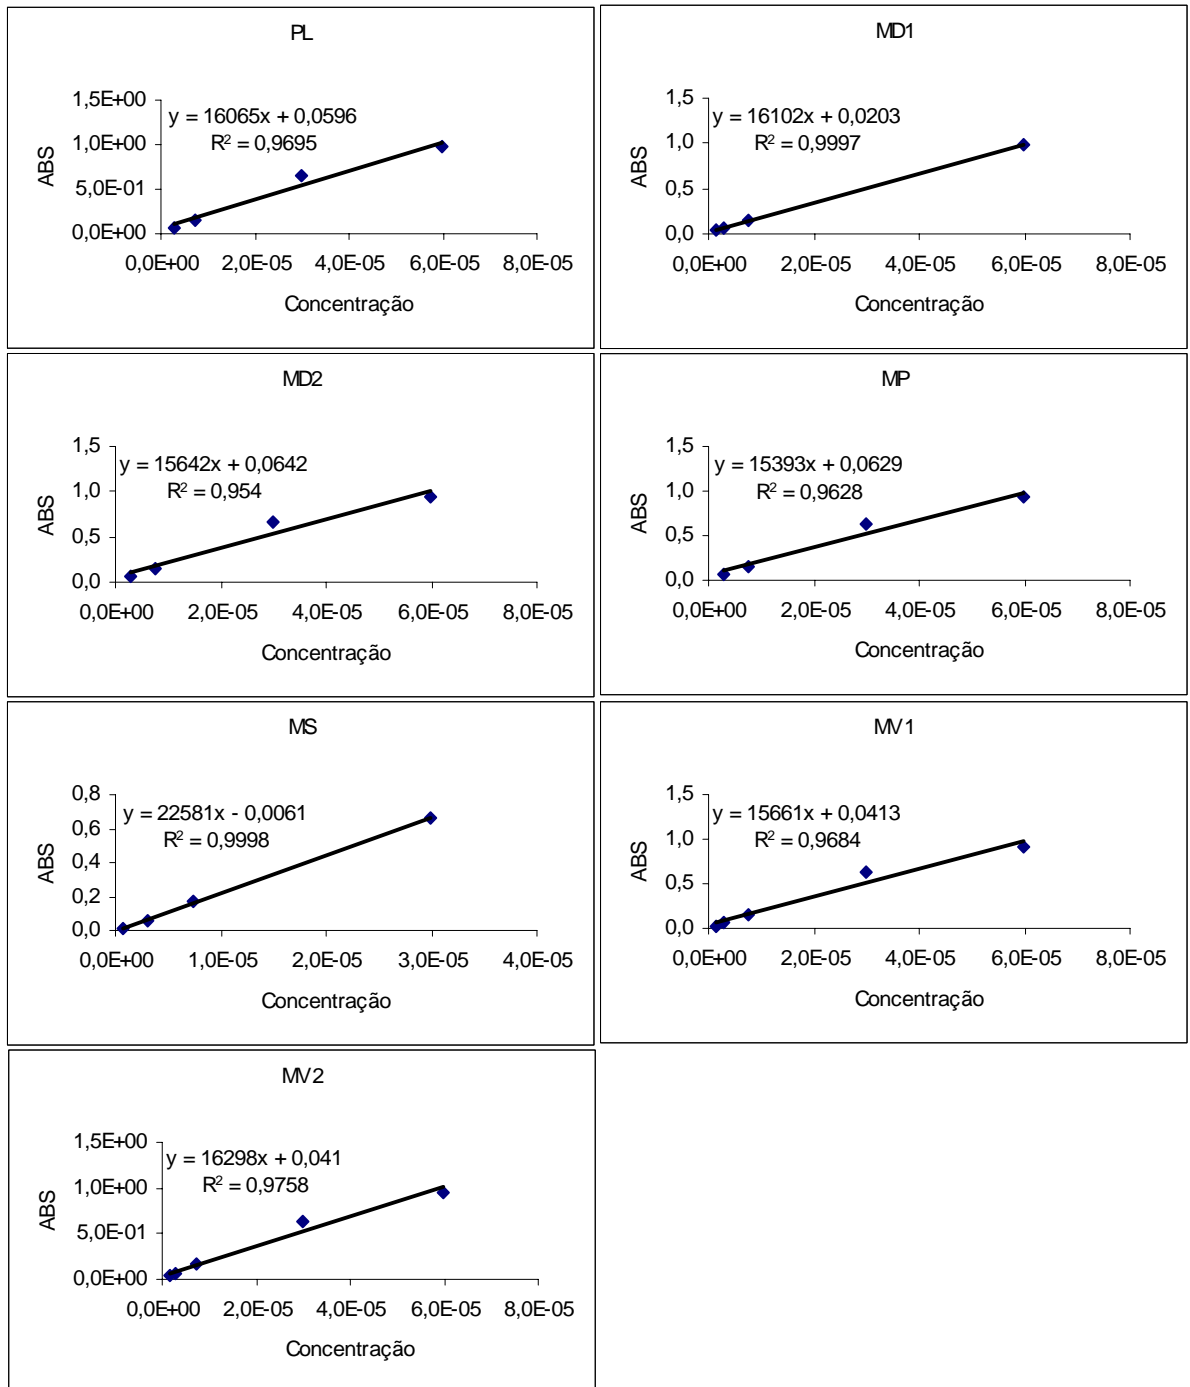 PL
y = 16065x + 0,0596
R² = 0,9695
1,5E+00
1,0E+00
5,0E-01
0,0E+00
0,0E+00 2,0E-05 4,0E-05 6,0E-05 8,0E-05
ABS
Concentração
MD1
y = 16102x + 0,0203
R² = 0,9997
1,5
1,0
0,5
0,0
0,0E+00 2,0E-05 4,0E-05 6,0E-05 8,0E-05
ABS
Concentração
MD2
y = 15642x + 0,0642
R² = 0,954
1,5
1,0
0,5
0,0
0,0E+00 2,0E-05 4,0E-05 6,0E-05 8,0E-05
ABS
Concentração
MP
y = 15393x + 0,0629
R² = 0,9628
1,5
1,0
0,5
0,0
0,0E+00 2,0E-05 4,0E-05 6,0E-05 8,0E-05
ABS
Concentração
MS
y = 22581x - 0,0061
R² = 0,9998
0,8
0,6
0,4
0,2
0,0
0,0E+00 1,0E-05 2,0E-05 3,0E-05 4,0E-05
ABS
Concentração
MV1
y = 15661x + 0,0413
R² = 0,9684
1,5
1,0
0,5
0,0
0,0E+00 2,0E-05 4,0E-05 6,0E-05 8,0E-05
ABS
Concentração
MV2
y = 16298x + 0,041
R² = 0,9758
1,5E+00
1,0E+00
5,0E-01
0,0E+00
0,0E+00 2,0E-05 4,0E-05 6,0E-05 8,0E-05
ABS
Concentração